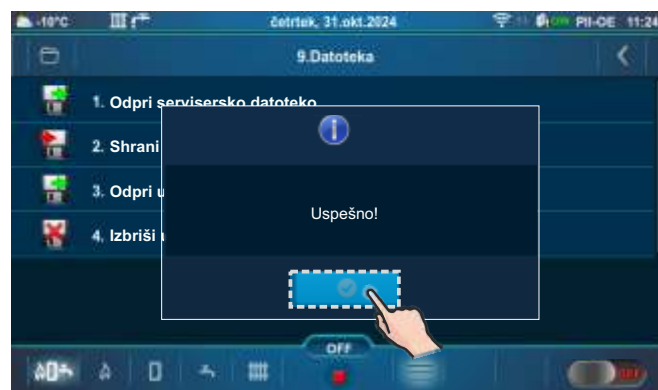 -10°C četrtek, 31.okt.2024 PII-OE 11:24
9.Datoteka
1. Odpri servisersko datoteko
2. Shrani
3. Odpri u
4. Izbriši
Uspešno!
OFF
OFF